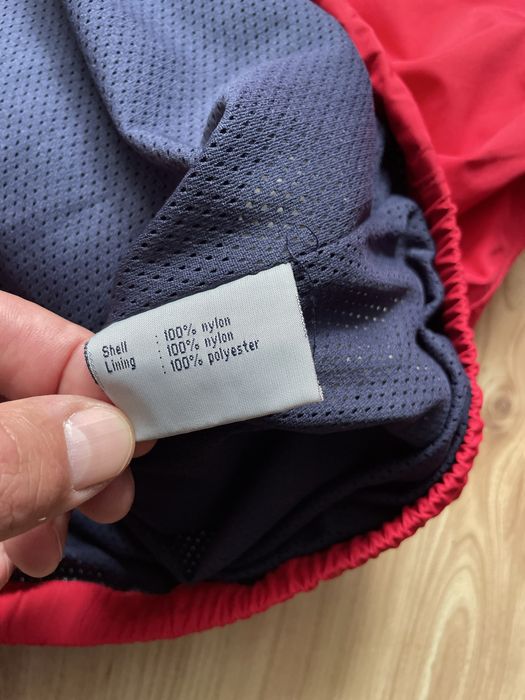 : 100% nylon
Shell : 100% nylon
Lining : 100% polyester